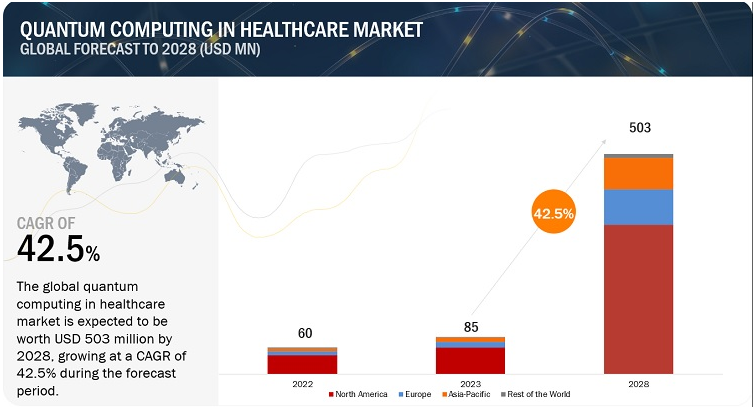 QUANTUM COMPUTING IN HEALTHCARE MARKET
GLOBAL FORECAST TO 2028 (USD MN)
CAGR OF
42.5%
The global quantum
computing in healthcare
market is expected to be
worth USD 503 million by
2028, growing at a CAGR of
42.5% during the forecast
period.
503
42.5%
60
85
2022
2023
2028
North America
Europe
Asia-Pacific
Rest of the World